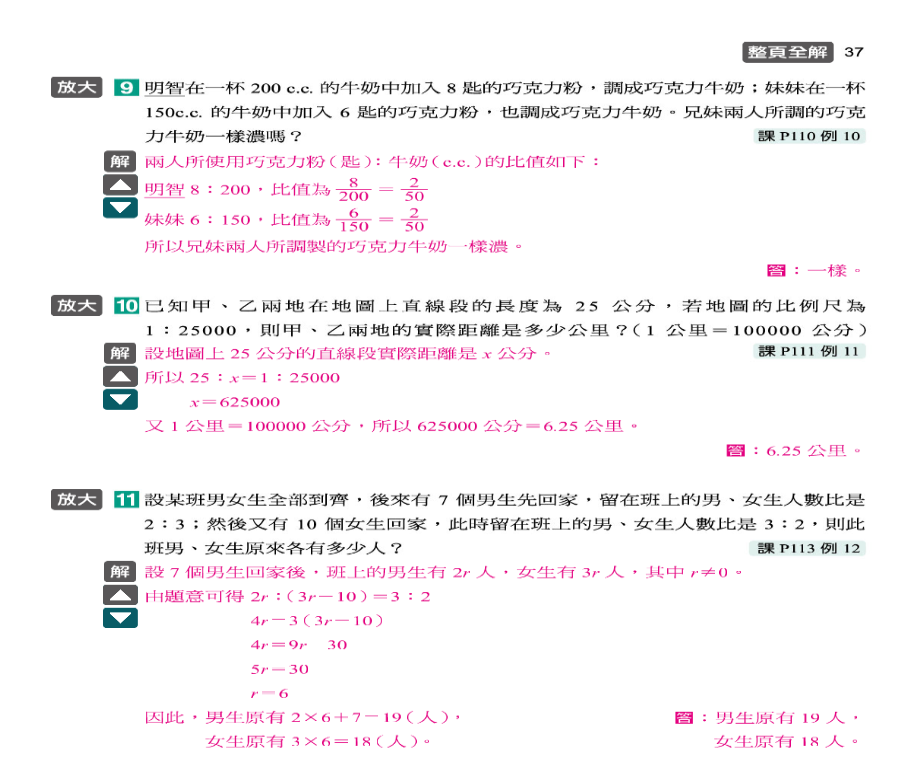 整頁全解 37
放大 9 明智在一杯 200 c.c. 的牛奶中加入 8 匙的巧克力粉，調成巧克力牛奶；妹妹在一杯
150c.c. 的牛奶中加入 6 匙的巧克力粉，也調成巧克力牛奶。兄妹兩人所調的巧克
力牛奶一樣濃嗎？ 課 P110 例 10
解 兩人所使用巧克力粉（匙）：牛奶（c.c.）的比值如下：
明智 8：200，比值為 8/200 = 2/50
妹妹 6：150，比值為 6/150 = 2/50
所以兄妹兩人所調製的巧克力牛奶一樣濃。
答：一樣。
放大 10 已知甲、乙兩地在地圖上直線段的長度為 25 公分，若地圖的比例尺為
1：25000，則甲、乙兩地的實際距離是多少公里？（1 公里＝100000 公分）
解 設地圖上 25 公分的直線段實際距離是 x 公分。 課 P111 例 11
所以 25：x＝1：25000
x＝625000
又 1 公里＝100000 公分，所以 625000 公分＝6.25 公里。
答：6.25 公里。
放大 11 設某班男女生全部到齊，後來有 7 個男生先回家，留在班上的男、女生人數比是
2：3；然後又有 10 個女生回家，此時留在班上的男、女生人數比是 3：2，則此
班男、女生原來各有多少人？ 課 P113 例 12
解 設 7 個男生回家後，班上的男生有 2r 人，女生有 3r 人，其中 r≠0。
由題意可得 2r：（3r－10）＝3：2
4r＝3（3r－10）
4r＝9r 30
5r＝30
r＝6
因此，男生原有 2×6＋7＝19（人）， 答：男生原有 19 人，
女生原有 3×6＝18（人）。 女生原有 18 人。